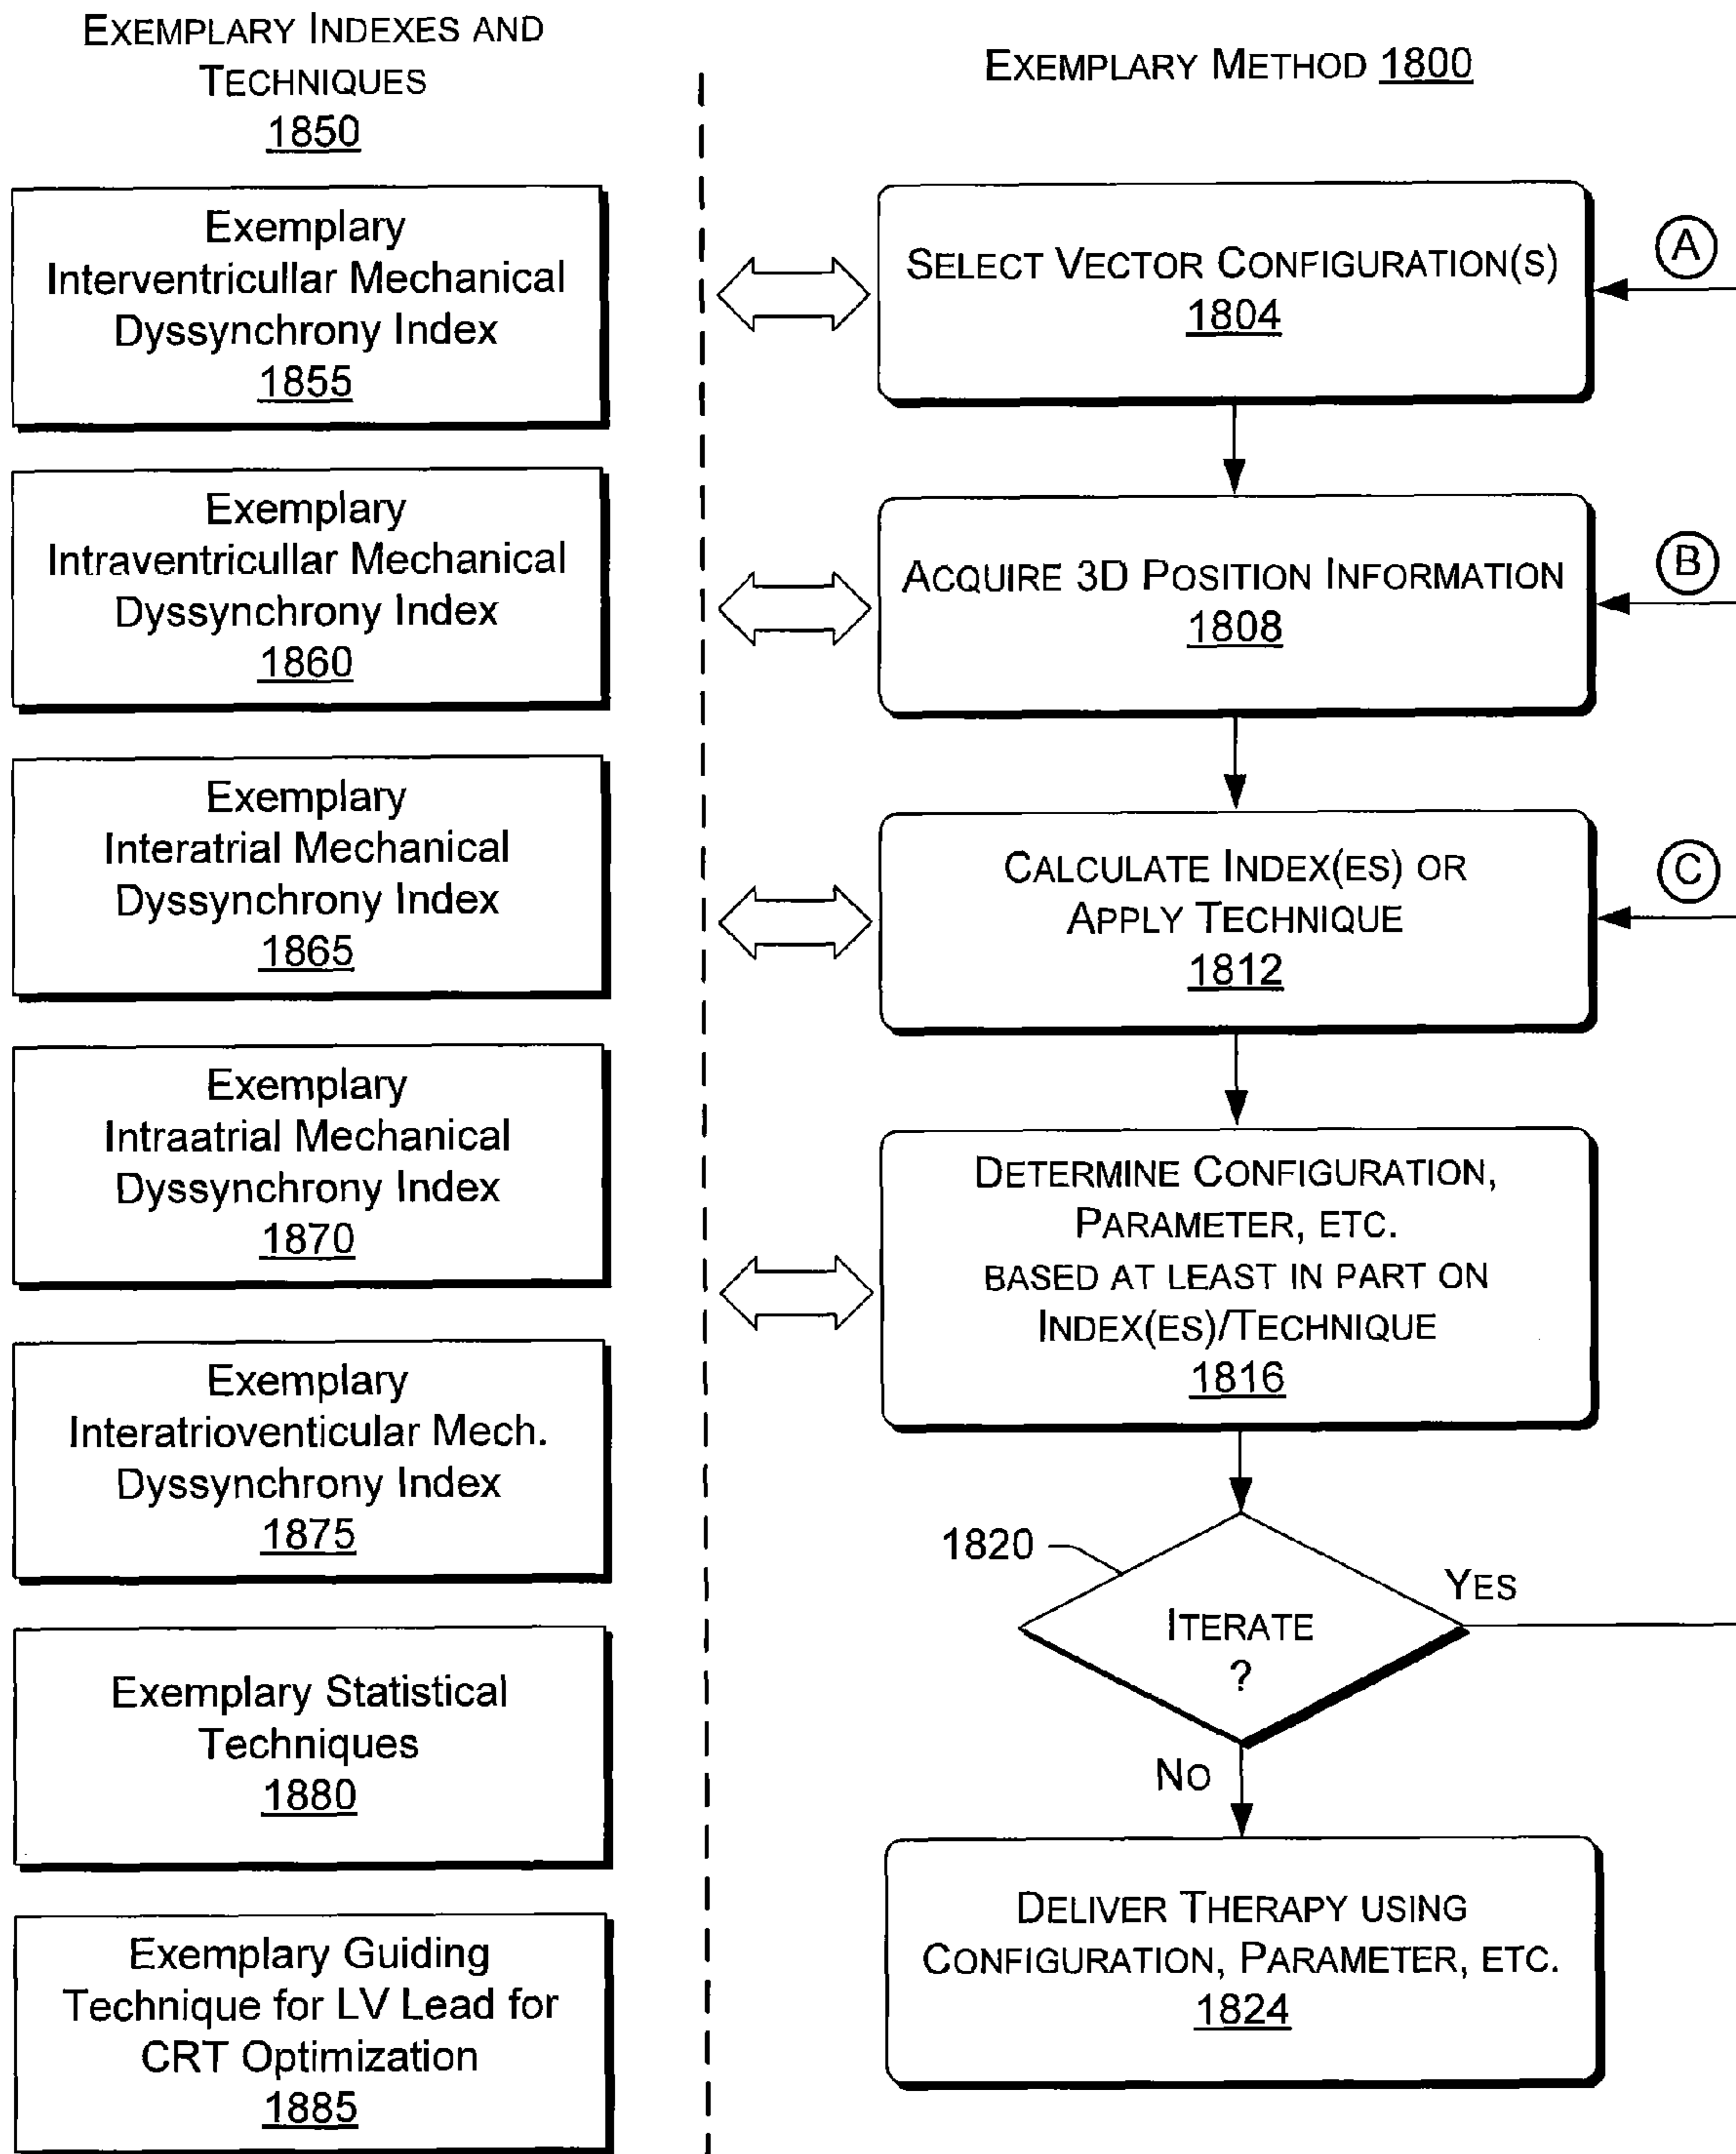 EXEMPLARY INDEXES AND
TECHNIQUES
1850
Exemplary
Interventricullar Mechanical
Dyssynchrony Index
1855
Exemplary
Intraventricullar Mechanical
Dyssynchrony Index
1860
Exemplary
Interatrial Mechanical
Dyssynchrony Index
1865
Exemplary
Intraatrial Mechanical
Dyssynchrony Index
1870
Exemplary
Interatrioventicular Mech.
Dyssynchrony Index
1875
Exemplary Statistical
Techniques
1880
Exemplary Guiding
Technique for LV Lead for
CRT Optimization
1885
EXEMPLARY METHOD 1800
SELECT VECTOR CONFIGURATION(S)
1804
A
ACQUIRE 3D POSITION INFORMATION
1808
B
CALCULATE INDEX(ES) OR
APPLY TECHNIQUE
1812
C
DETERMINE CONFIGURATION,
PARAMETER, ETC.
BASED AT LEAST IN PART ON
INDEX(ES)/TECHNIQUE
1816
1820
ITERATE
?
YES
NO
DELIVER THERAPY USING
CONFIGURATION, PARAMETER, ETC.
1824